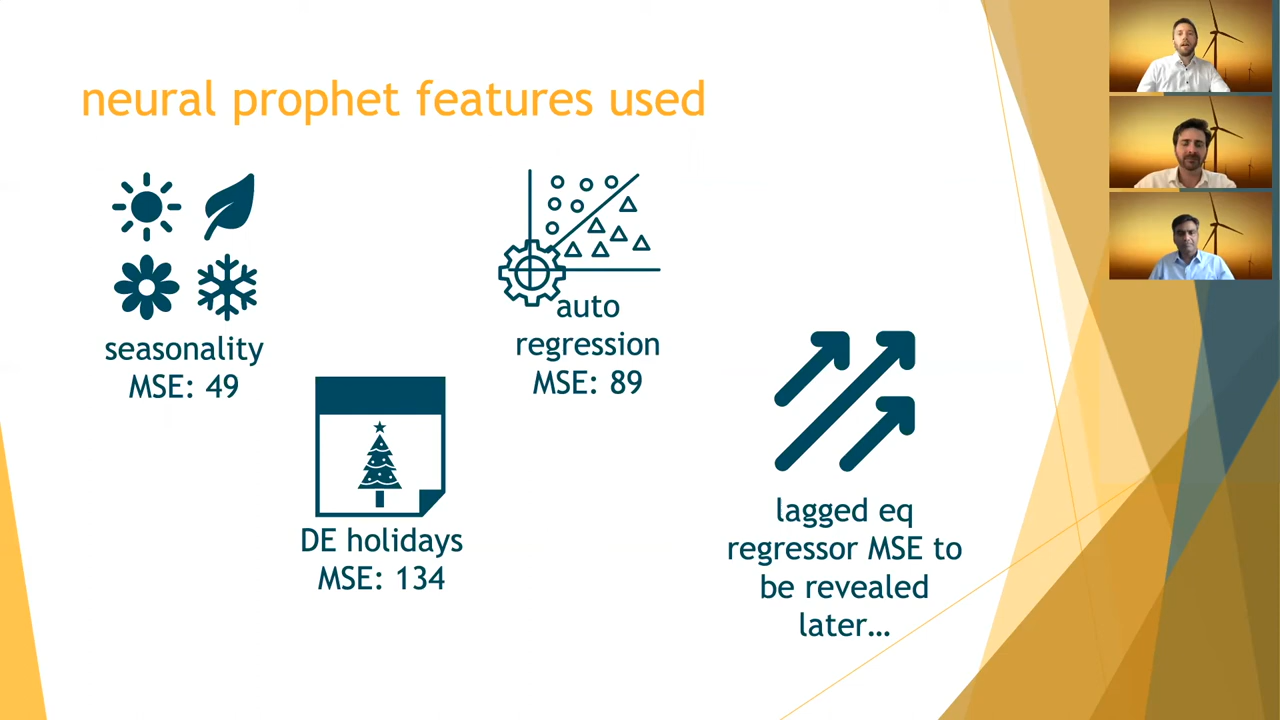 neural prophet features used
seasonality
MSE: 49
DE holidays
MSE: 134
auto
regression
MSE: 89
lagged eq
regressor MSE to
be revealed
later…